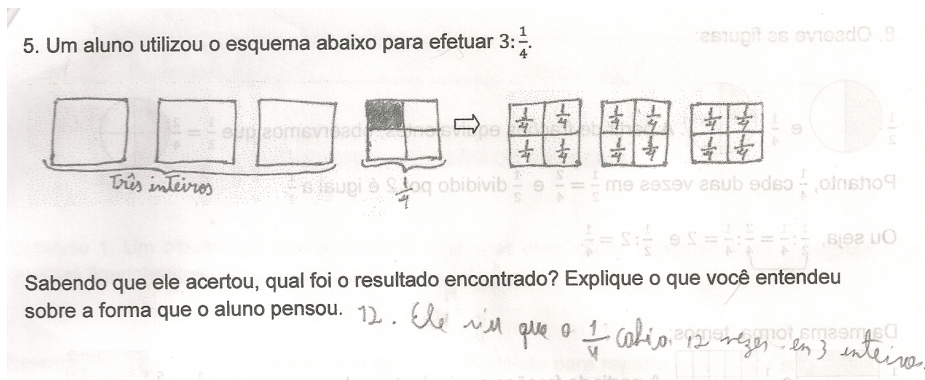 5. Um aluno utilizou o esquema abaixo para efetuar 3:1/4.
1/4 1/4 1/4 1/4 1/4 1/4
1/4 1/4 1/4 1/4 1/4 1/4
Três inteiros 1/4
Sabendo que ele acertou, qual foi o resultado encontrado? Explique o que você entendeu
sobre a forma que o aluno pensou. 12. Ele viu que o 1/4 cabia 12 vezes en 3 inteiros.